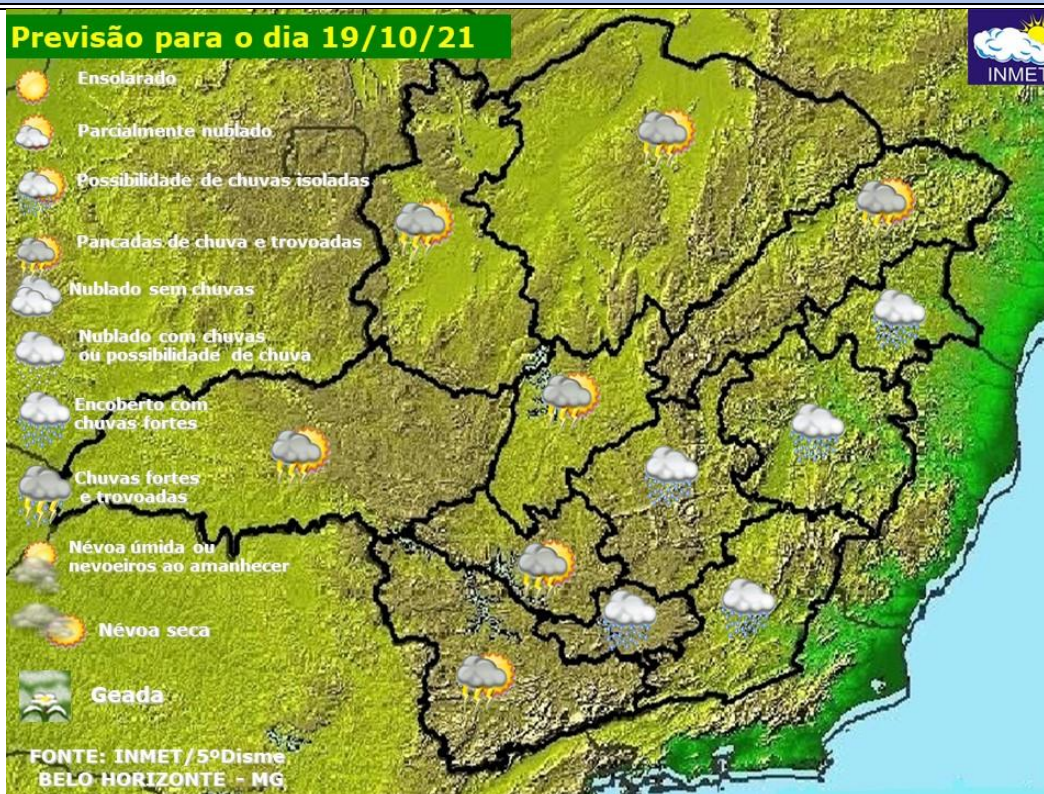 Previsão para o dia 19/10/21
INMET
Ensolarado
Parcialmente nublado
Possibilidade de chuvas isoladas
Pancadas de chuva e trovoadas
Nublado sem chuvas
Nublado com chuvas
ou possibilidade de chuva
Encoberto com
chuvas fortes
Chuvas fortes
e trovoadas
Névoa úmida ou
nevoeiros ao amanhecer
Névoa seca
Geada
FONTE: INMET/5ºDisme
BELO HORIZONTE - MG